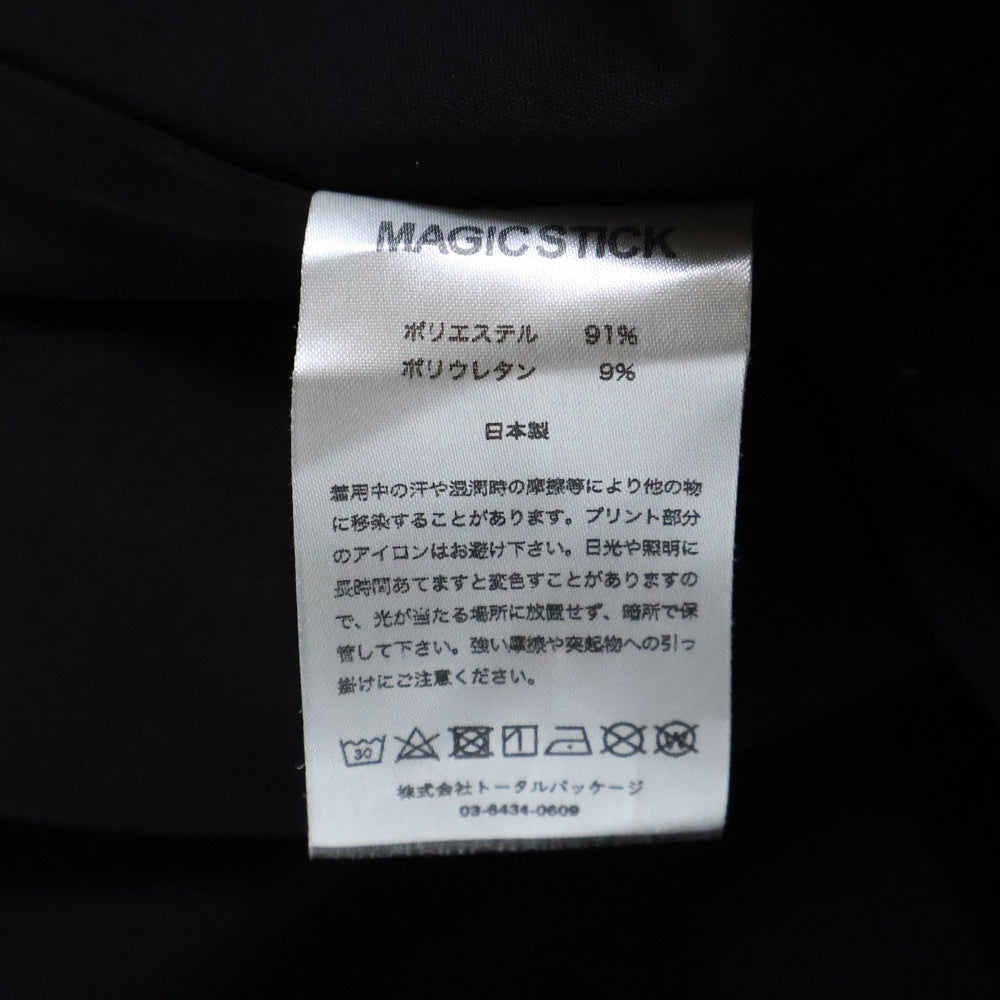 MAGIC STICK
ポリエステル 91%
ポリウレタン 9%
日本製
着用中の汗や湿潤時の摩擦等により他の物
に移染することがあります。プリント部分
のアイロンはお避け下さい。日光や照明に
長時間あてますと変色すことがありますの
で、光が当たる場所に放置せず、暗所で保
管して下さい。強い摩擦や突起物への引っ
掛けにご注意ください。
30
W
株式会社トータルパッケージ
03-6434-0609